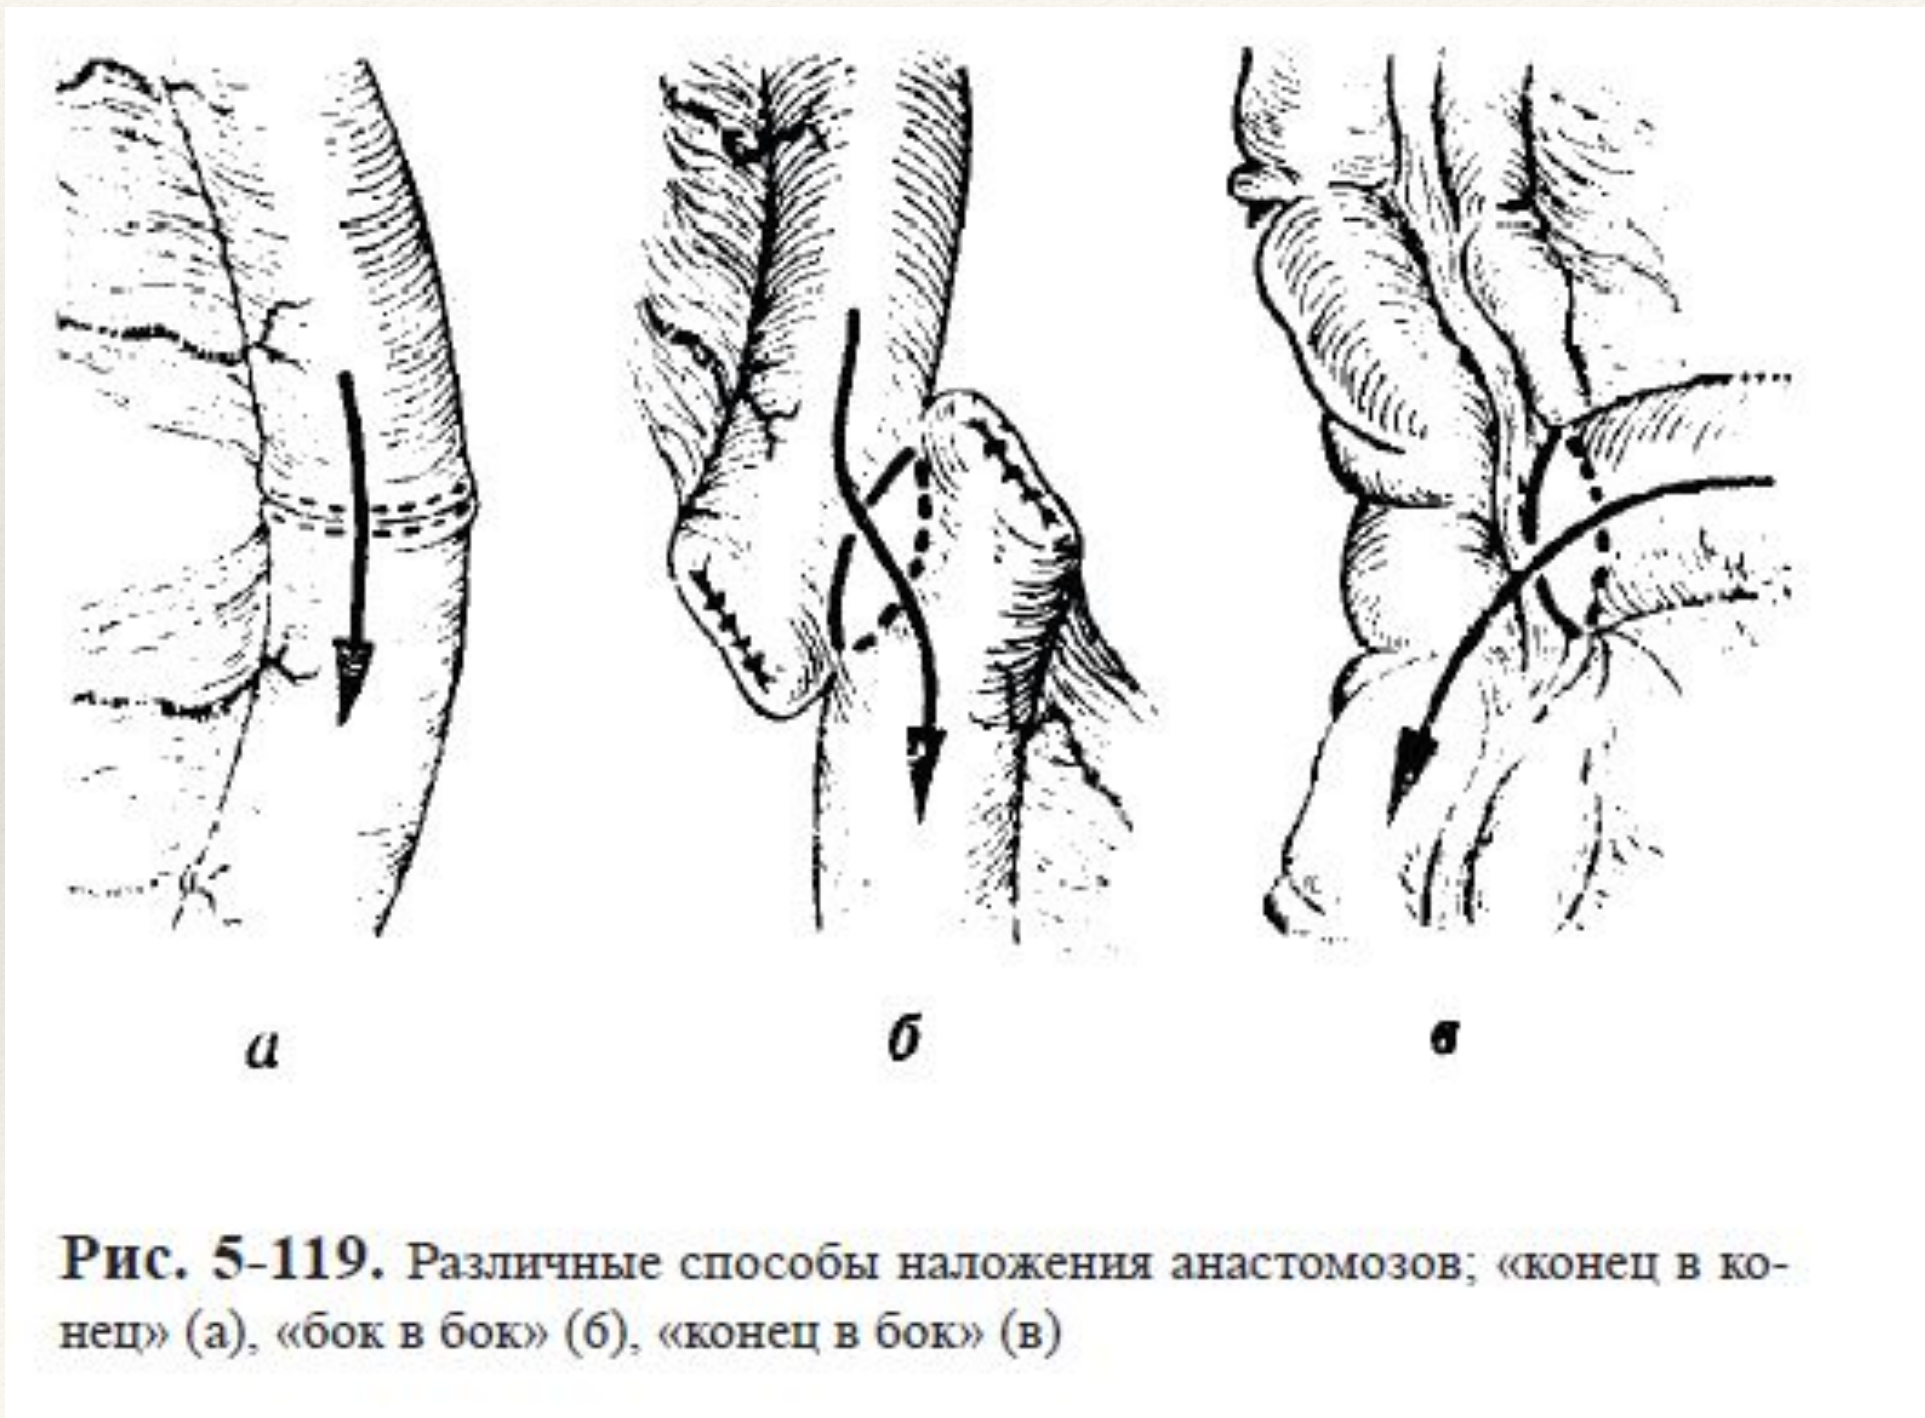 а б в
Рис. 5-119. Различные способы наложения анастомозов; «конец в ко-
нец» (а), «бок в бок» (б), «конец в бок» (в)